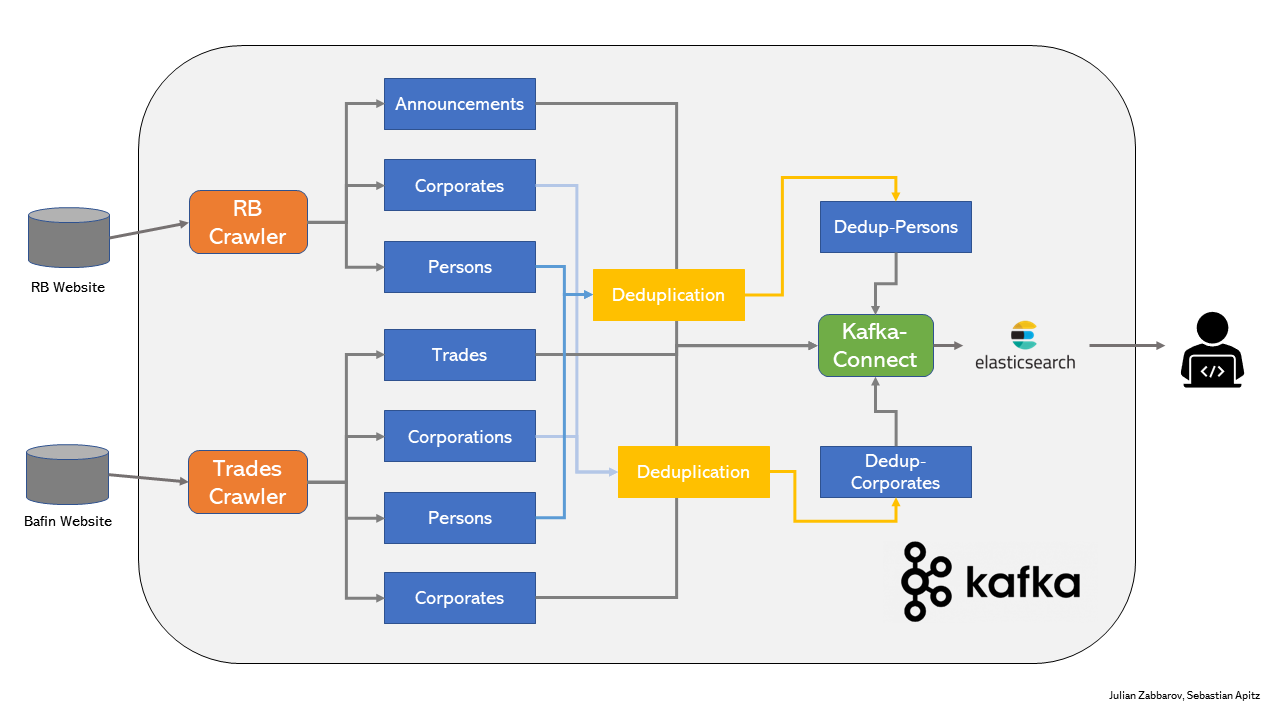 Announcements
Corporates
RB
Crawler
Persons
Dedup-Persons
RB Website
Deduplication
Trades
Kafka-
Connect
elasticsearch
</>
Corporations
Trades
Crawler
Deduplication
Dedup-
Corporates
Bafin Website
Persons
Corporates
kafka
Julian Zabbarov, Sebastian Apitz